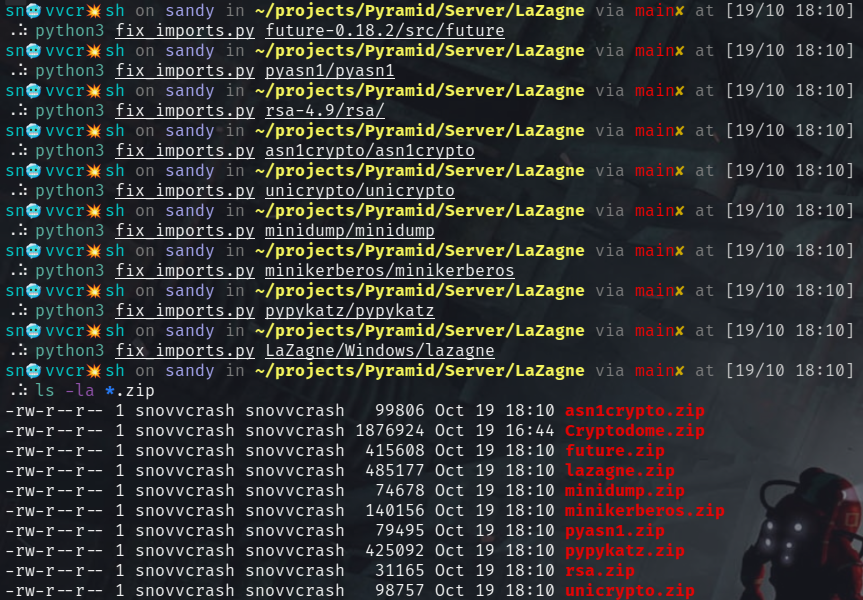 sn🥶vvcr💥sh on sandy in ~/projects/Pyramid/Server/LaZagne via main✘ at [19/10 18:10]
.⁝ python3 fix_imports.py future-0.18.2/src/future
sn🥶vvcr💥sh on sandy in ~/projects/Pyramid/Server/LaZagne via main✘ at [19/10 18:10]
.⁝ python3 fix_imports.py pyasn1/pyasn1
sn🥶vvcr💥sh on sandy in ~/projects/Pyramid/Server/LaZagne via main✘ at [19/10 18:10]
.⁝ python3 fix_imports.py rsa-4.9/rsa/
sn🥶vvcr💥sh on sandy in ~/projects/Pyramid/Server/LaZagne via main✘ at [19/10 18:10]
.⁝ python3 fix_imports.py asn1crypto/asn1crypto
sn🥶vvcr💥sh on sandy in ~/projects/Pyramid/Server/LaZagne via main✘ at [19/10 18:10]
.⁝ python3 fix_imports.py unicrypto/unicrypto
sn🥶vvcr💥sh on sandy in ~/projects/Pyramid/Server/LaZagne via main✘ at [19/10 18:10]
.⁝ python3 fix_imports.py minidump/minidump
sn🥶vvcr💥sh on sandy in ~/projects/Pyramid/Server/LaZagne via main✘ at [19/10 18:10]
.⁝ python3 fix_imports.py minikerberos/minikerberos
sn🥶vvcr💥sh on sandy in ~/projects/Pyramid/Server/LaZagne via main✘ at [19/10 18:10]
.⁝ python3 fix_imports.py pypykatz/pypykatz
sn🥶vvcr💥sh on sandy in ~/projects/Pyramid/Server/LaZagne via main✘ at [19/10 18:10]
.⁝ python3 fix_imports.py LaZagne/Windows/lazagne
sn🥶vvcr💥sh on sandy in ~/projects/Pyramid/Server/LaZagne via main✘ at [19/10 18:10]
.⁝ ls -la *.zip
-rw-r--r-- 1 snovvcrash snovvcrash 99806 Oct 19 18:10 asn1crypto.zip
-rw-r--r-- 1 snovvcrash snovvcrash 1876924 Oct 19 16:44 Cryptodome.zip
-rw-r--r-- 1 snovvcrash snovvcrash 415608 Oct 19 18:10 future.zip
-rw-r--r-- 1 snovvcrash snovvcrash 485177 Oct 19 18:10 lazagne.zip
-rw-r--r-- 1 snovvcrash snovvcrash 74678 Oct 19 18:10 minidump.zip
-rw-r--r-- 1 snovvcrash snovvcrash 140156 Oct 19 18:10 minikerberos.zip
-rw-r--r-- 1 snovvcrash snovvcrash 79495 Oct 19 18:10 pyasn1.zip
-rw-r--r-- 1 snovvcrash snovvcrash 425092 Oct 19 18:10 pypykatz.zip
-rw-r--r-- 1 snovvcrash snovvcrash 31165 Oct 19 18:10 rsa.zip
-rw-r--r-- 1 snovvcrash snovvcrash 98757 Oct 19 18:10 unicrypto.zip